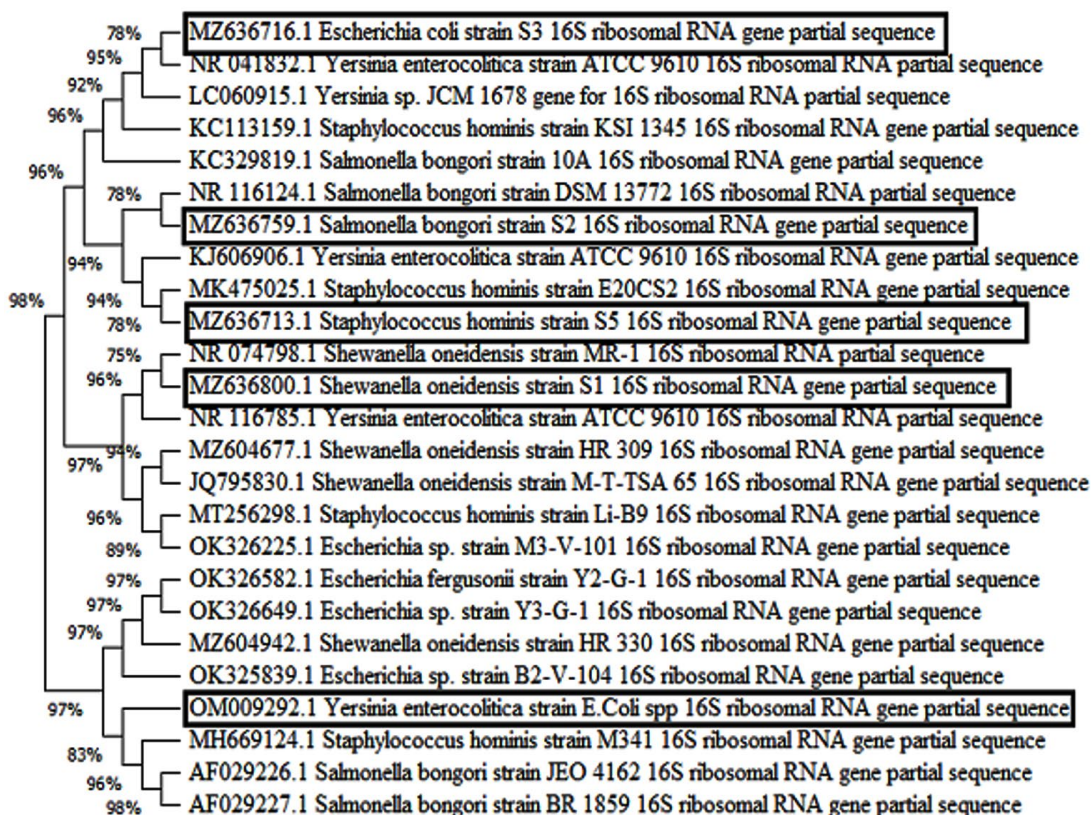 78%
MZ636716.1 Escherichia coli strain S3 16S ribosomal RNA gene partial sequence
95%
NR 041832.1 Yersinia enterocolitica strain ATCC 9610 16S ribosomal RNA partial sequence
92%
LC060915.1 Yersinia sp. JCM 1678 gene for 16S ribosomal RNA partial sequence
96%
KC113159.1 Staphylococcus hominis strain KSI 1345 16S ribosomal RNA gene partial sequence
96%
KC329819.1 Salmonella bongori strain 10A 16S ribosomal RNA gene partial sequence
78%
NR 116124.1 Salmonella bongori strain DSM 13772 16S ribosomal RNA partial sequence
MZ636759.1 Salmonella bongori strain S2 16S ribosomal RNA gene partial sequence
94%
KJ606906.1 Yersinia enterocolitica strain ATCC 9610 16S ribosomal RNA partial sequence
98%
94%
MK475025.1 Staphylococcus hominis strain E20CS2 16S ribosomal RNA gene partial sequence
78%
MZ636713.1 Staphylococcus hominis strain S5 16S ribosomal RNA gene partial sequence
75%
NR 074798.1 Shewanella oneidensis strain MR-1 16S ribosomal RNA partial sequence
96%
MZ636800.1 Shewanella oneidensis strain S1 16S ribosomal RNA gene partial sequence
NR 116785.1 Yersinia enterocolitica strain ATCC 9610 16S ribosomal RNA partial sequence
97%
94%
MZ604677.1 Shewanella oneidensis strain HR 309 16S ribosomal RNA gene partial sequence
JQ795830.1 Shewanella oneidensis strain M-T-TSA 65 16S ribosomal RNA gene partial sequence
96%
MT256298.1 Staphylococcus hominis strain Li-B9 16S ribosomal RNA gene partial sequence
89%
OK326225.1 Escherichia sp. strain M3-V-101 16S ribosomal RNA gene partial sequence
97%
OK326582.1 Escherichia fergusonii strain Y2-G-1 16S ribosomal RNA gene partial sequence
97%
OK326649.1 Escherichia sp. strain Y3-G-1 16S ribosomal RNA gene partial sequence
97%
MZ604942.1 Shewanella oneidensis strain HR 330 16S ribosomal RNA gene partial sequence
OK325839.1 Escherichia sp. strain B2-V-104 16S ribosomal RNA gene partial sequence
97%
OM009292.1 Yersinia enterocolitica strain E.Coli spp 16S ribosomal RNA gene partial sequence
83%
MH669124.1 Staphylococcus hominis strain M341 16S ribosomal RNA gene partial sequence
96%
AF029226.1 Salmonella bongori strain JEO 4162 16S ribosomal RNA gene partial sequence
98%
AF029227.1 Salmonella bongori strain BR 1859 16S ribosomal RNA gene partial sequence